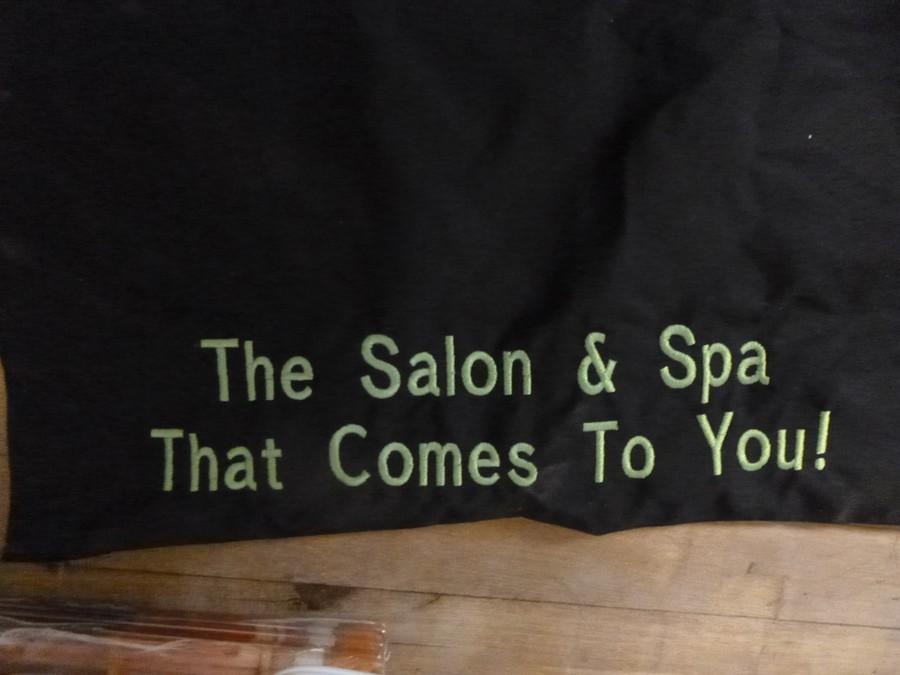 The Salon & Spa
That Comes To You!